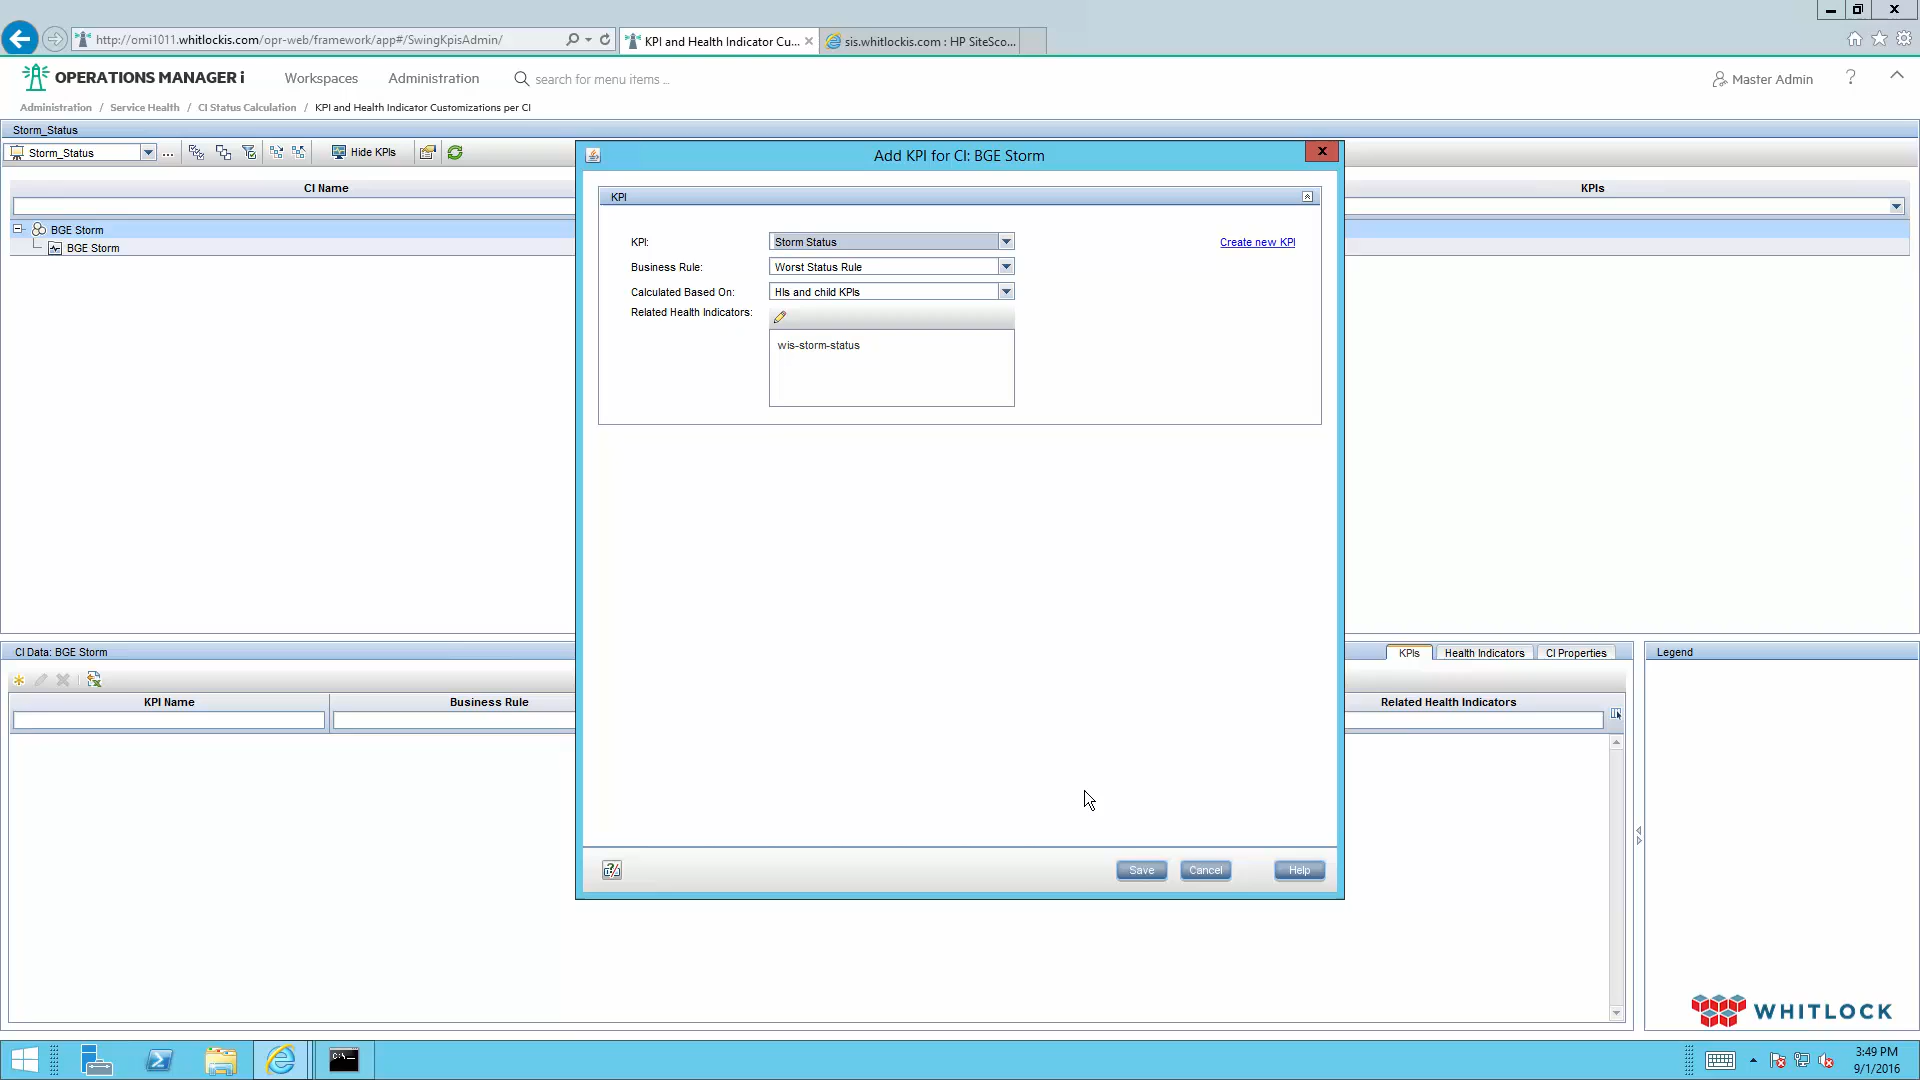 http://omi1011.whitlockis.com/opr-web/framework/app#/SwingKpisAdmin/
KPI and Health Indicator Cu...
sis.whitlockis.com : HP SiteSco...
OPERATIONS MANAGER i
Workspaces
Administration
search for menu items ...
Master Admin
?
Administration / Service Health / CI Status Calculation / KPI and Health Indicator Customizations per CI
Storm_Status
Storm_Status
...
Hide KPIs
CI Name
KPIs
BGE Storm
BGE Storm
Add KPI for CI: BGE Storm
KPI
KPI:
Storm Status
Create new KPI
Business Rule:
Worst Status Rule
Calculated Based On:
HIs and child KPIs
Related Health Indicators:
wis-storm-status
Save
Cancel
Help
CI Data: BGE Storm
KPIs
Health Indicators
CI Properties
Legend
KPI Name
Business Rule
Related Health Indicators
WHITLOCK
3:49 PM
9/1/2016